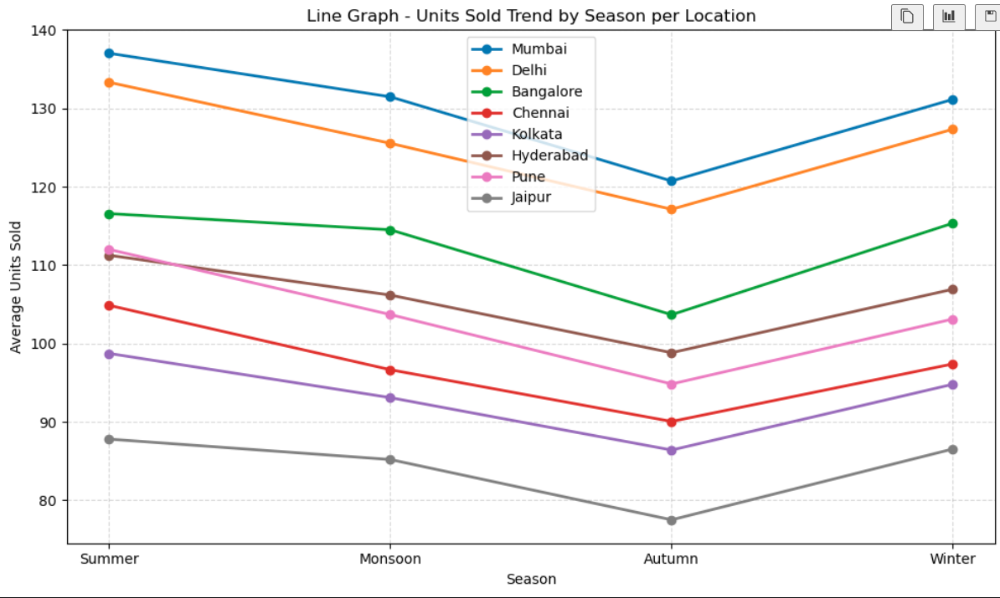 Line Graph - Units Sold Trend by Season per Location
140
130
120
110
100
90
80
Average Units Sold
Mumbai
Delhi
Bangalore
Chennai
Kolkata
Hyderabad
Pune
Jaipur
Summer
Monsoon
Autumn
Winter
Season